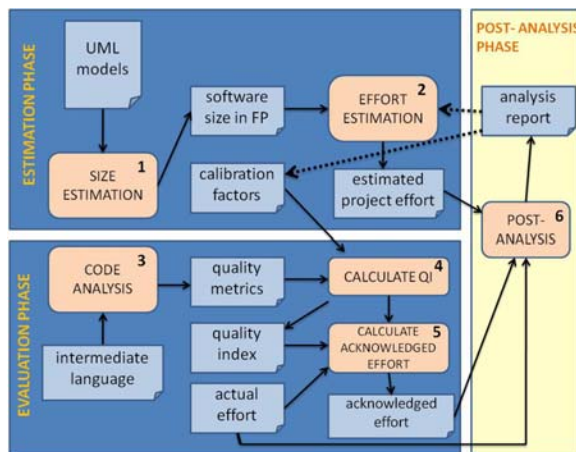 ESTIMATION PHASE
UML
models
1
SIZE
ESTIMATION
software
size in FP
calibration
factors
2
EFFORT
ESTIMATION
estimated
project effort
POST- ANALYSIS
PHASE
analysis
report
6
POST-
ANALYSIS
EVALUATION PHASE
3
CODE
ANALYSIS
intermediate
language
quality
metrics
quality
index
actual
effort
4
CALCULATE QI
5
CALCULATE
ACKNOWLEDGED
EFFORT
acknowledged
effort